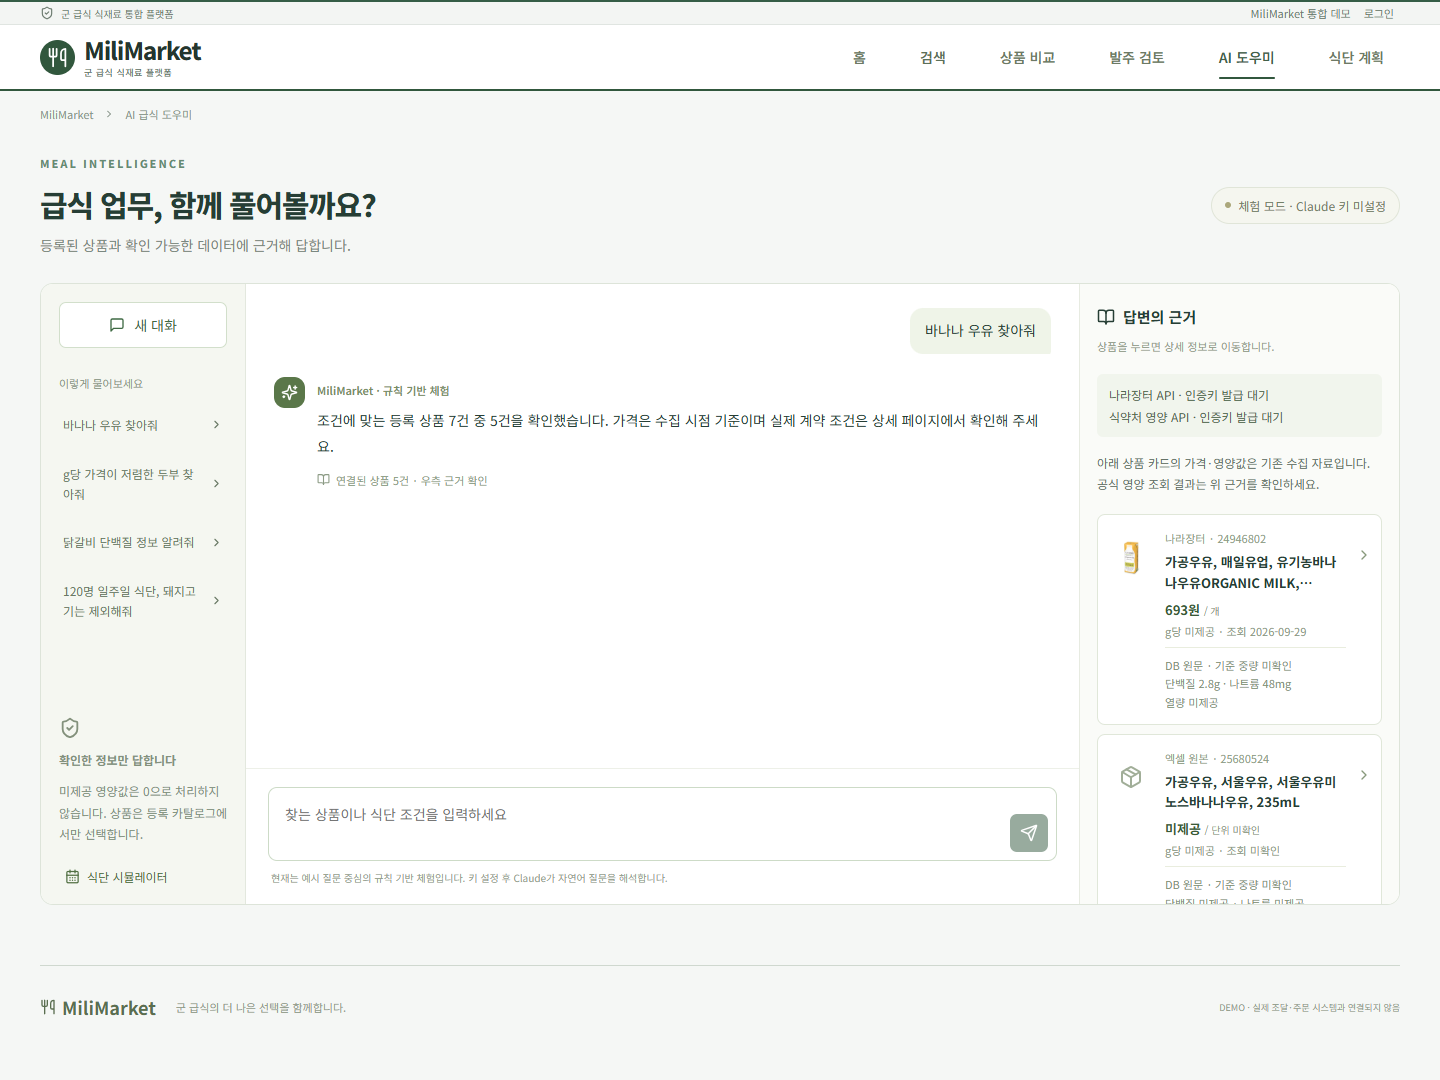 군 급식 식재료 통합 플랫폼
MiliMarket 통합 데모 로그인
MiliMarket
군 급식 식재료 플랫폼
홈 검색 상품 비교 발주 검토 AI 도우미 식단 계획
MiliMarket > AI 급식 도우미
MEAL INTELLIGENCE
급식 업무, 함께 풀어볼까요?
등록된 상품과 확인 가능한 데이터에 근거해 답합니다.
체험 모드 · Claude 키 미설정
새 대화
이렇게 물어보세요
바나나 우유 찾아줘
g당 가격이 저렴한 두부 찾
아줘
닭갈비 단백질 정보 알려줘
120명 일주일 식단, 돼지고
기는 제외해줘
확인한 정보만 답합니다
미제공 영양값은 0으로 처리하지
않습니다. 상품은 등록 카탈로그에
서만 선택합니다.
식단 시뮬레이터
바나나 우유 찾아줘
MiliMarket · 규칙 기반 체험
조건에 맞는 등록 상품 7건 중 5건을 확인했습니다. 가격은 수집 시점 기준이며 실제 계약 조건은 상세 페이지에서 확인해 주세
요.
연결된 상품 5건 · 우측 근거 확인
찾는 상품이나 식단 조건을 입력하세요
현재는 예시 질문 중심의 규칙 기반 체험입니다. 키 설정 후 Claude가 자연어 질문을 해석합니다.
답변의 근거
상품을 누르면 상세 정보로 이동합니다.
나라장터 API · 인증키 발급 대기
식약처 영양 API · 인증키 발급 대기
아래 상품 카드의 가격·영양값은 기존 수집 자료입니다.
공식 영양 조회 결과는 위 근거를 확인하세요.
나라장터 · 24946802
가공우유, 매일유업, 유기농바나
나우유ORGANIC MILK,…
693원 / 개
g당 미제공 · 조회 2026-09-29
DB 원문 · 기준 중량 미확인
단백질 2.8g · 나트륨 48mg
열량 미제공
엑셀 원본 · 25680524
가공우유, 서울우유, 서울우유미
노스바나나우유, 235mL
미제공 / 단위 미확인
g당 미제공 · 조회 미확인
DB 원문 · 기준 중량 미확인
단백질 미제공 · 나트륨 미제공
MiliMarket 군 급식의 더 나은 선택을 함께합니다.
DEMO · 실제 조달·주문 시스템과 연결되지 않음